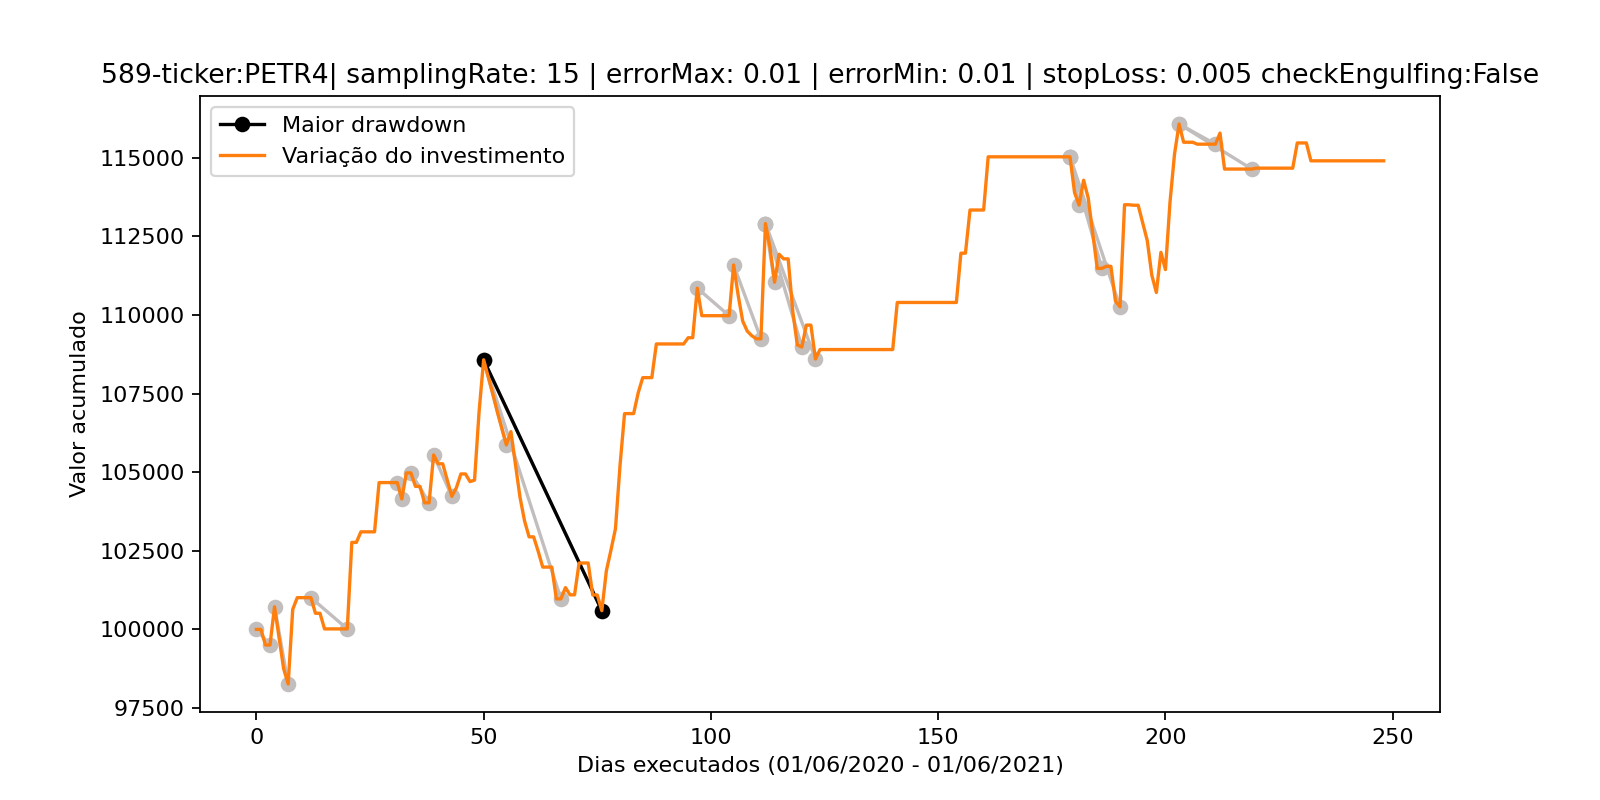 589-ticker:PETR4| samplingRate: 15 | errorMax: 0.01 | errorMin: 0.01 | stopLoss: 0.005 checkEngulfing:False
Maior drawdown
Variação do investimento
Valor acumulado
115000
112500
110000
107500
105000
102500
100000
97500
0 50 100 150 200 250
Dias executados (01/06/2020 - 01/06/2021)